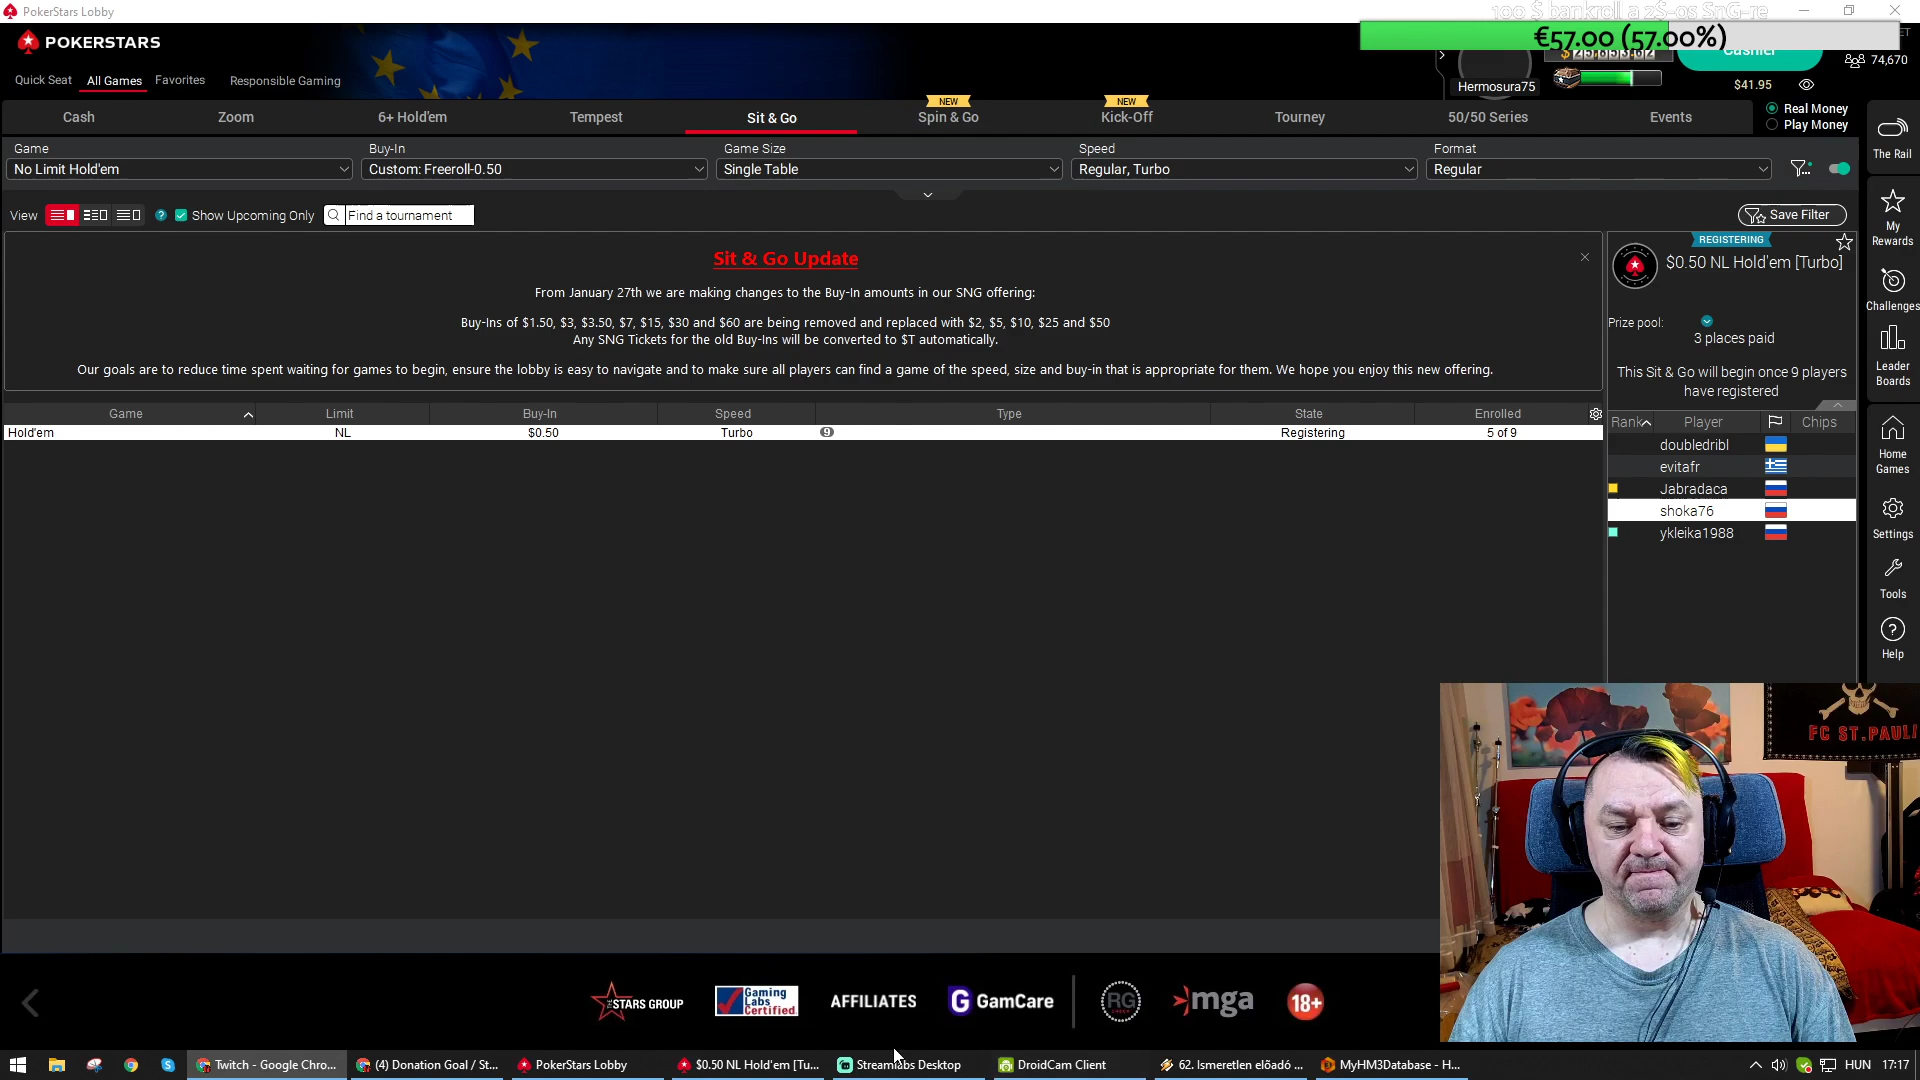 PokerStars Lobby
100 $ bankroll a 2$-os SnG-re
POKERSTARS
€57.00 (57.00%)
Cashier
74,670
Quick Seat
All Games
Favorites
Responsible Gaming
Hermosura75
$41.95
Cash
Zoom
6+ Hold'em
Tempest
Sit & Go
NEW
Spin & Go
NEW
Kick-Off
Tourney
50/50 Series
Events
Real Money
Play Money
Game
Buy-In
Game Size
Speed
Format
No Limit Hold'em
Custom: Freeroll-0.50
Single Table
Regular, Turbo
Regular
View
Show Upcoming Only
Find a tournament
Save Filter
Sit & Go Update
From January 27th we are making changes to the Buy-In amounts in our SNG offering:
Buy-Ins of $1.50, $3, $3.50, $7, $15, $30 and $60 are being removed and replaced with $2, $5, $10, $25 and $50
Any SNG Tickets for the old Buy-Ins will be converted to $T automatically.
Our goals are to reduce time spent waiting for games to begin, ensure the lobby is easy to navigate and to make sure all players can find a game of the speed, size and buy-in that is appropriate for them. We hope you enjoy this new offering.
Game
Limit
Buy-In
Speed
Type
State
Enrolled
Hold'em
NL
$0.50
Turbo
9
Registering
5 of 9
REGISTERING
$0.50 NL Hold'em [Turbo]
Prize pool:
3 places paid
This Sit & Go will begin once 9 players
have registered
Rank
Player
Chips
doubledribl
evitafr
Jabradaca
shoka76
ykleika1988
The Rail
My
Rewards
Challenges
Leader
Boards
Home
Games
Settings
Tools
Help
FC ST.PAULI
THE STARS GROUP
Gaming
Labs
Certified
AFFILIATES
G GamCare
RG
mga
18+
Twitch - Google Chro...
(4) Donation Goal / St...
PokerStars Lobby
$0.50 NL Hold'em [Tu...
Streamlabs Desktop
DroidCam Client
62. Ismeretlen előadó ...
MyHM3Database - H...
HUN
17:17